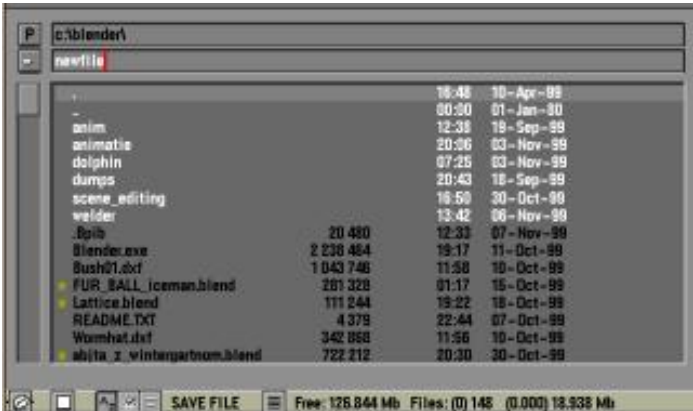 P c:\blender\
newfile
. 16:48 10-Apr-99
.. 00:00 01-Jan-80
anim 12:38 19-Sep-99
animatie 20:06 03-Nov-99
dolphin 07:25 03-Nov-99
dumps 20:43 18-Sep-99
scene_editing 16:50 30-Oct-99
welder 13:42 06-Nov-99
.Bpib 20 480 12:33 07-Nov-99
Blender.exe 2 238 464 19:17 11-Oct-99
Bush01.dxf 1 043 746 11:58 10-Oct-99
FUR_BALL_iceman.blend 281 328 01:17 15-Oct-99
Lattice.blend 111 244 19:22 18-Oct-99
README.TXT 4 379 22:44 07-Oct-99
Wormhat.dxf 342 868 11:56 10-Oct-99
abjta_z_wintergartnom.blend 722 212 20:30 30-Oct-99
SAVE FILE Free: 126.844 Mb Files: (0) 148 (0.000) 18.938 Mb